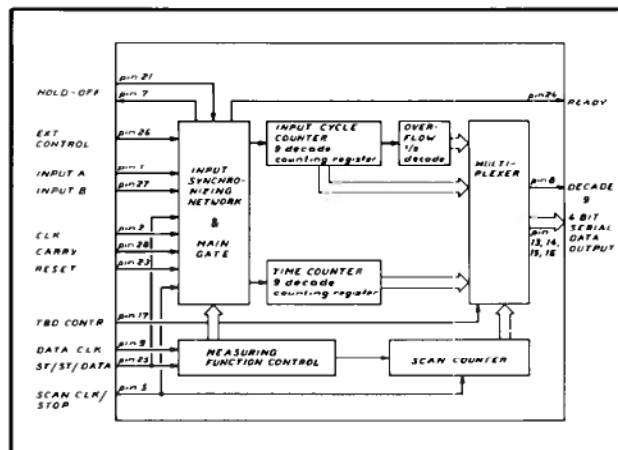 pin 21
HOLD-OFF
pin 7
pin 26
READY
EXT
CONTROL
pin 26
INPUT A
pin 1
INPUT B
pin 27
CLK
pin 2
CARRY
pin 28
RESET
pin 23
INPUT
SYNCHRO-
NIZING
NETWORK
&
MAIN
GATE
INPUT CYCLE
COUNTER
9 decade
counting register
OVER-
FLOW
1/2
decade
MULTI-
PLEXER
pin 8
DECADE
9
4 BIT
SERIAL
DATA
OUTPUT
pin
13, 14,
15, 16
TIME COUNTER
9 decade
counting register
TBD CONTR
pin 17
DATA CLK
pin 9
ST/ST/DATA
pin 25
MEASURING
FUNCTION CONTROL
SCAN COUNTER
SCAN CLK/
STOP
pin 5